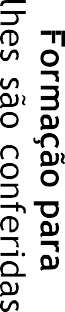 Formação para
lhes são conferidas